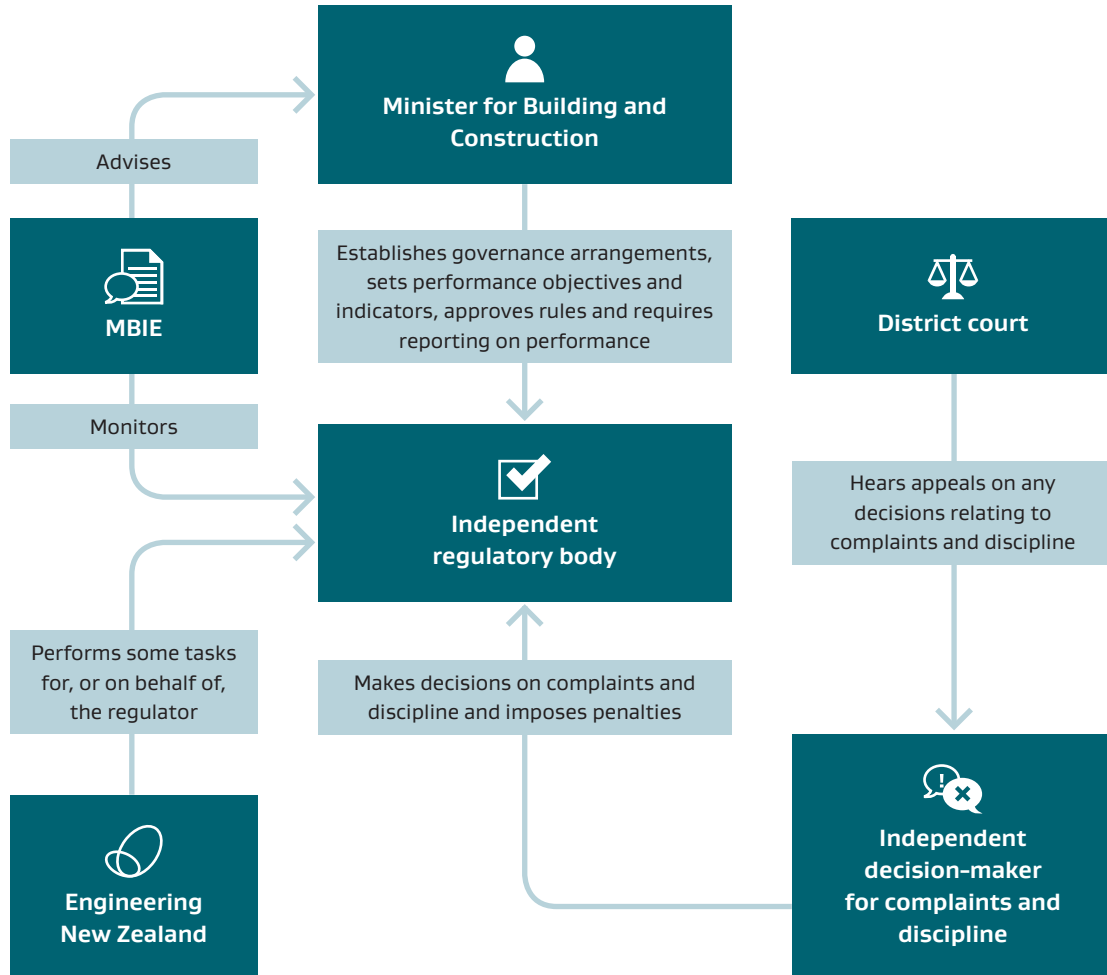 Minister for Building and
Construction
Advises
MBIE
Establishes governance arrangements,
sets performance objectives and
indicators, approves rules and requires
reporting on performance
District court
Monitors
Independent
regulatory body
Hears appeals on any
decisions relating to
complaints and discipline
Performs some tasks
for, or on behalf of,
the regulator
Makes decisions on complaints and
discipline and imposes penalties
Engineering
New Zealand
Independent
decision-maker
for complaints and
discipline